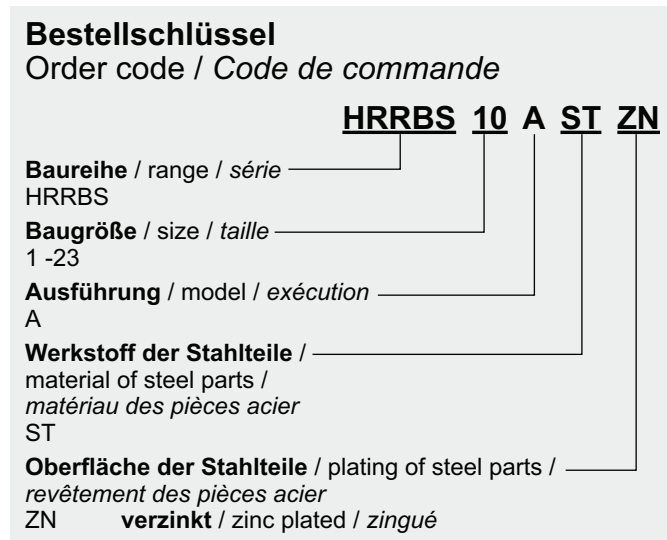 Bestellschlüssel
Order code / Code de commande
HRRBS 10 A ST ZN
Baureihe / range / série
HRRBS
Baugröße / size / taille
1 -23
Ausführung / model / exécution
A
Werkstoff der Stahlteile /
material of steel parts /
matériau des pièces acier
ST
Oberfläche der Stahlteile / plating of steel parts /
revêtement des pièces acier
ZN verzinkt / zinc plated / zingué